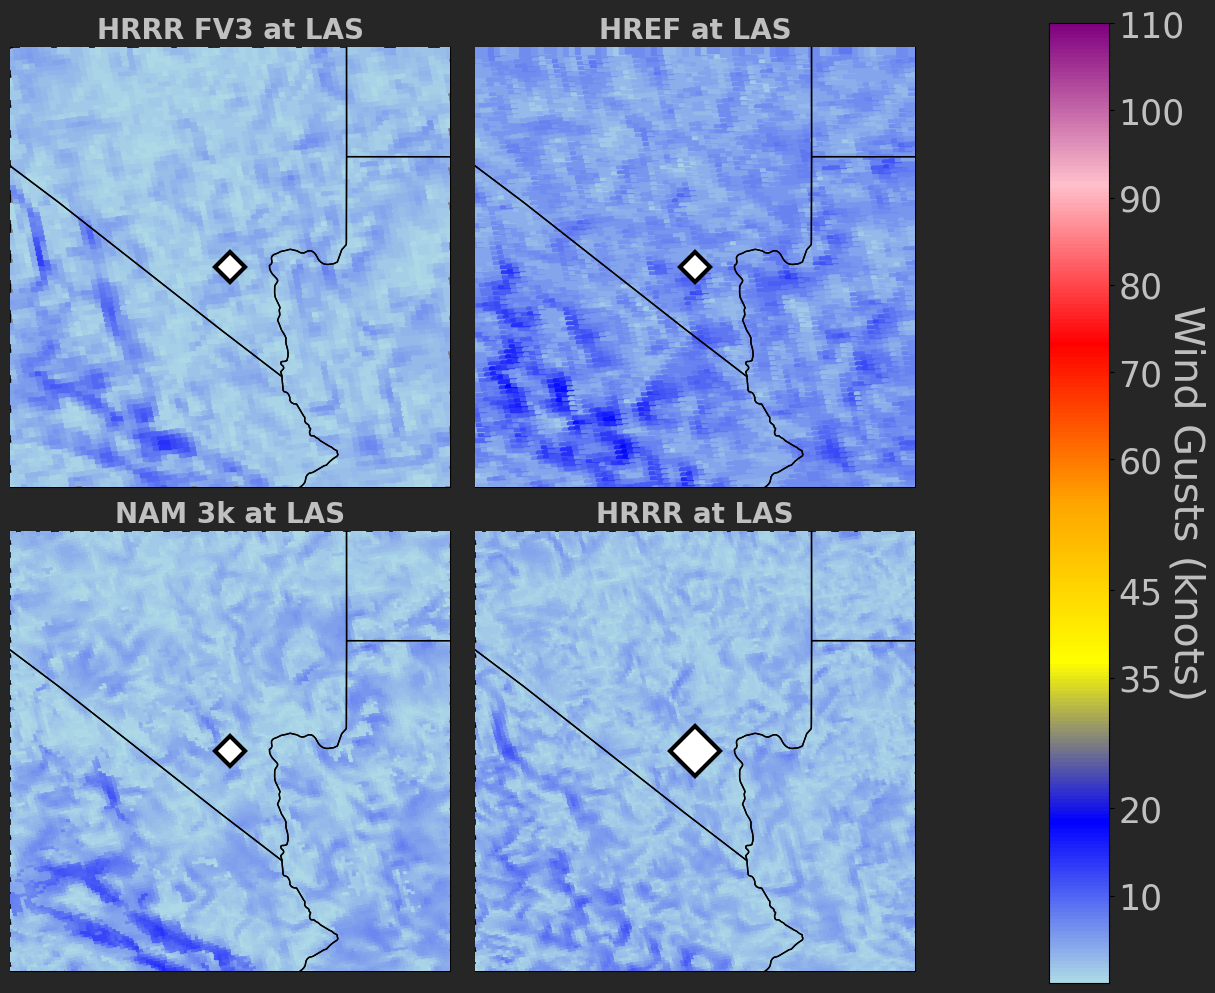 HRRR FV3 at LAS
HREF at LAS
NAM 3k at LAS
HRRR at LAS
110
100
90
80
70
60
45
35
20
10
Wind Gusts (knots)